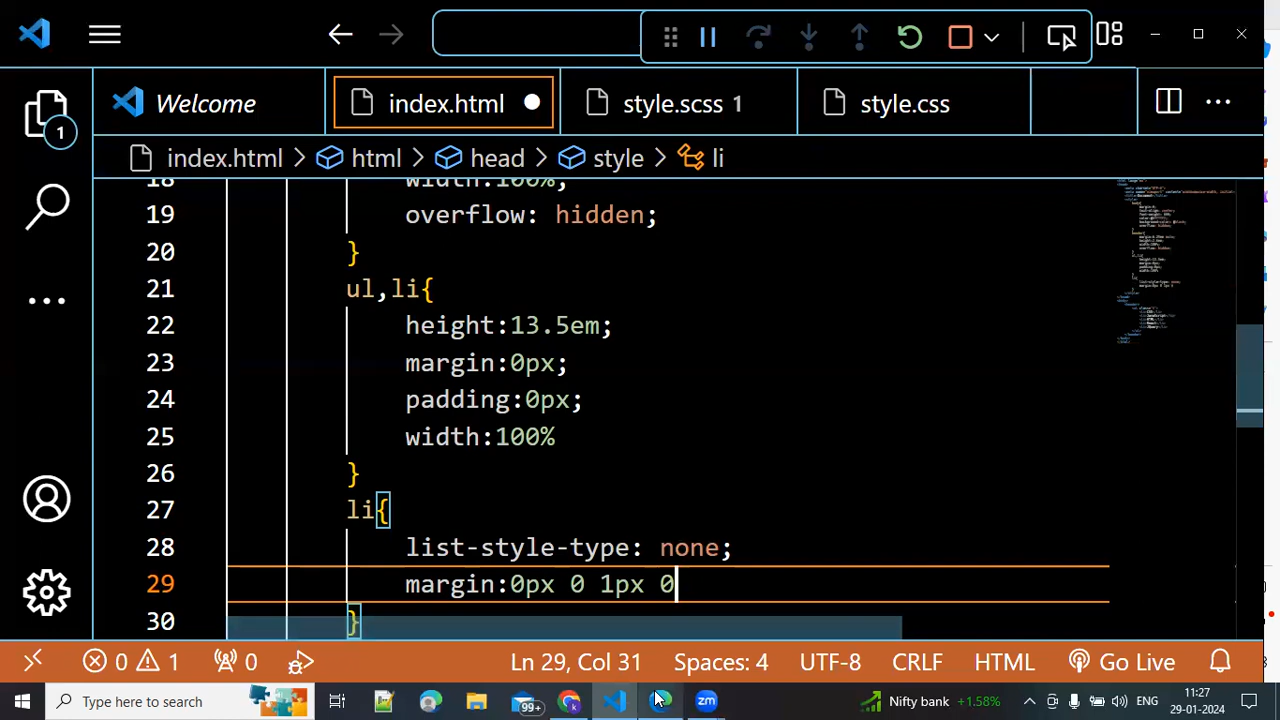 Welcome
index.html
style.scss 1
style.css
1
index.html > html > head > style > li
18 width:100%;
19 overflow: hidden;
20 }
21 ul,li{
22 height:13.5em;
23 margin:0px;
24 padding:0px;
25 width:100%
26 }
27 li{
28 list-style-type: none;
29 margin:0px 0 1px 0
30 }
0 1 0 Ln 29, Col 31 Spaces: 4 UTF-8 CRLF HTML Go Live
Type here to search 99+ zm Nifty bank +1.58% ENG 11:27
29-01-2024